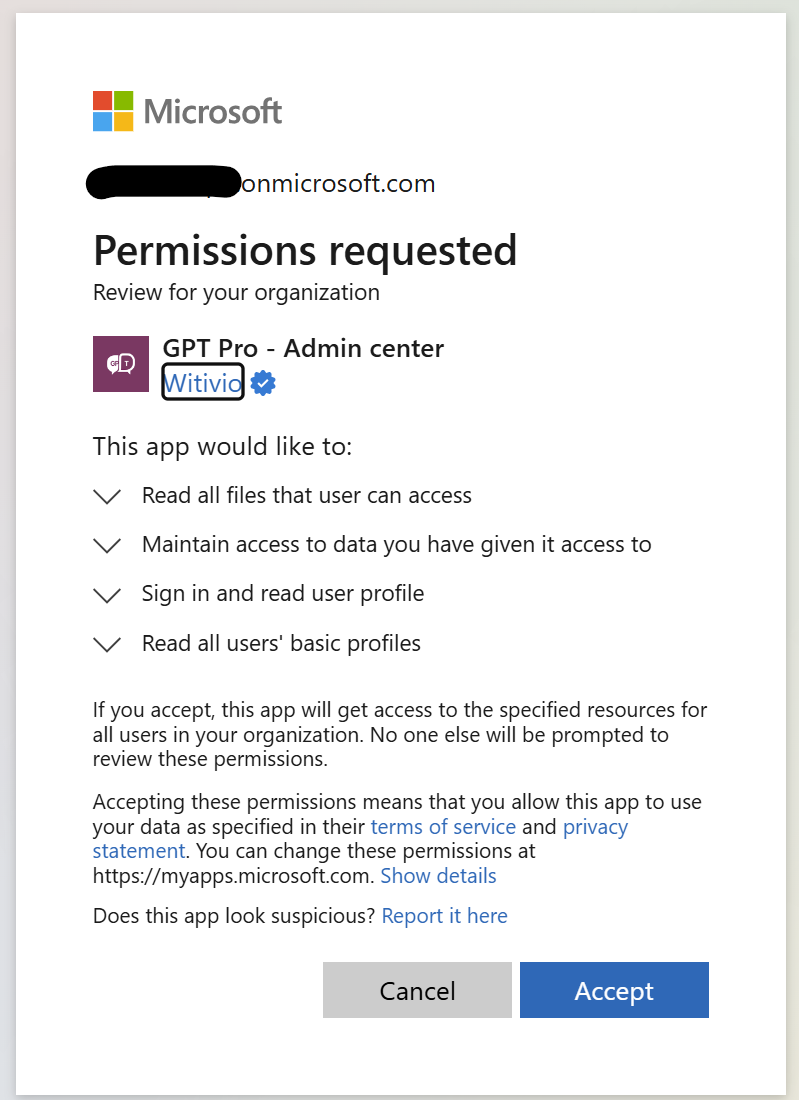 Microsoft
onmicrosoft.com
Permissions requested
Review for your organization
GPT Pro - Admin center
Witivio
This app would like to:
Read all files that user can access
Maintain access to data you have given it access to
Sign in and read user profile
Read all users' basic profiles
If you accept, this app will get access to the specified resources for
all users in your organization. No one else will be prompted to
review these permissions.
Accepting these permissions means that you allow this app to use
your data as specified in their terms of service and privacy
statement. You can change these permissions at
https://myapps.microsoft.com. Show details
Does this app look suspicious? Report it here
Cancel Accept